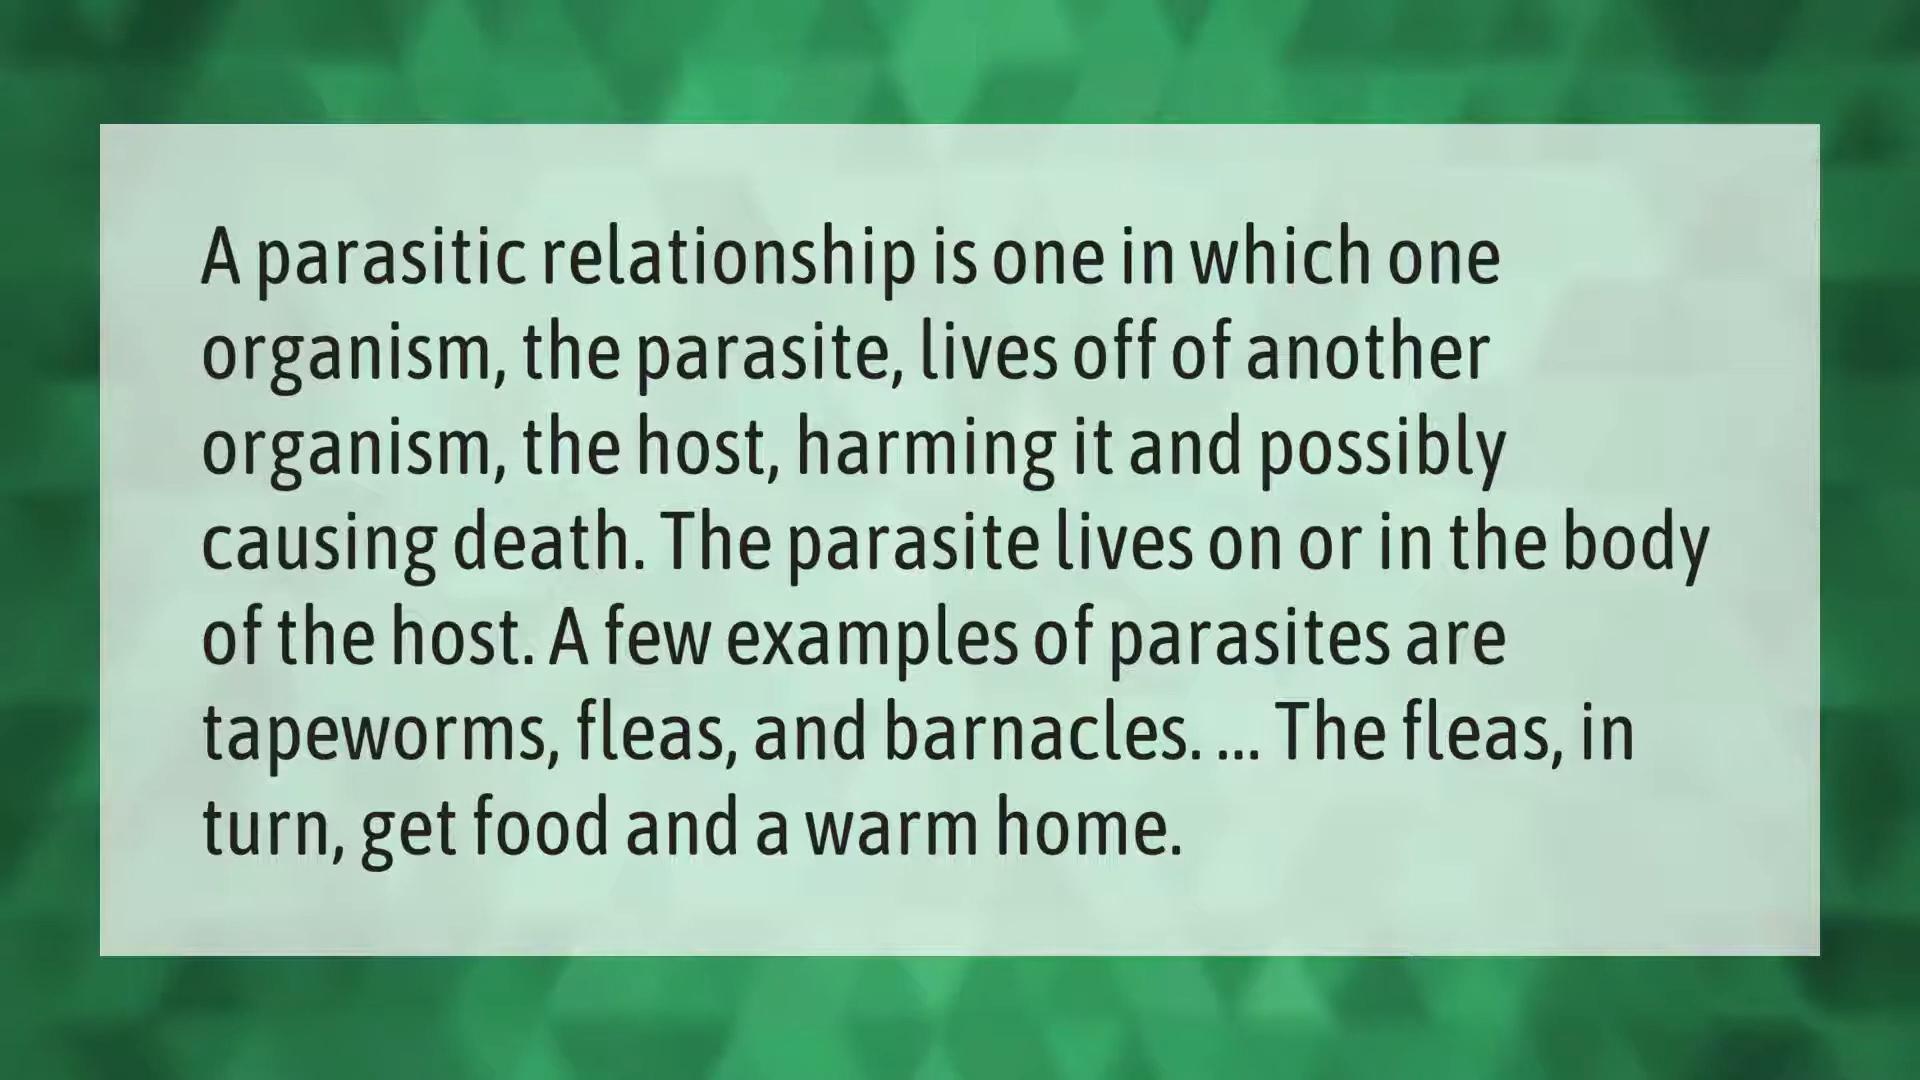 A parasitic relationship is one in which one
organism, the parasite, lives off of another
organism, the host, harming it and possibly
causing death. The parasite lives on or in the body
of the host. A few examples of parasites are
tapeworms, fleas, and barnacles. ... The fleas, in
turn, get food and a warm home.